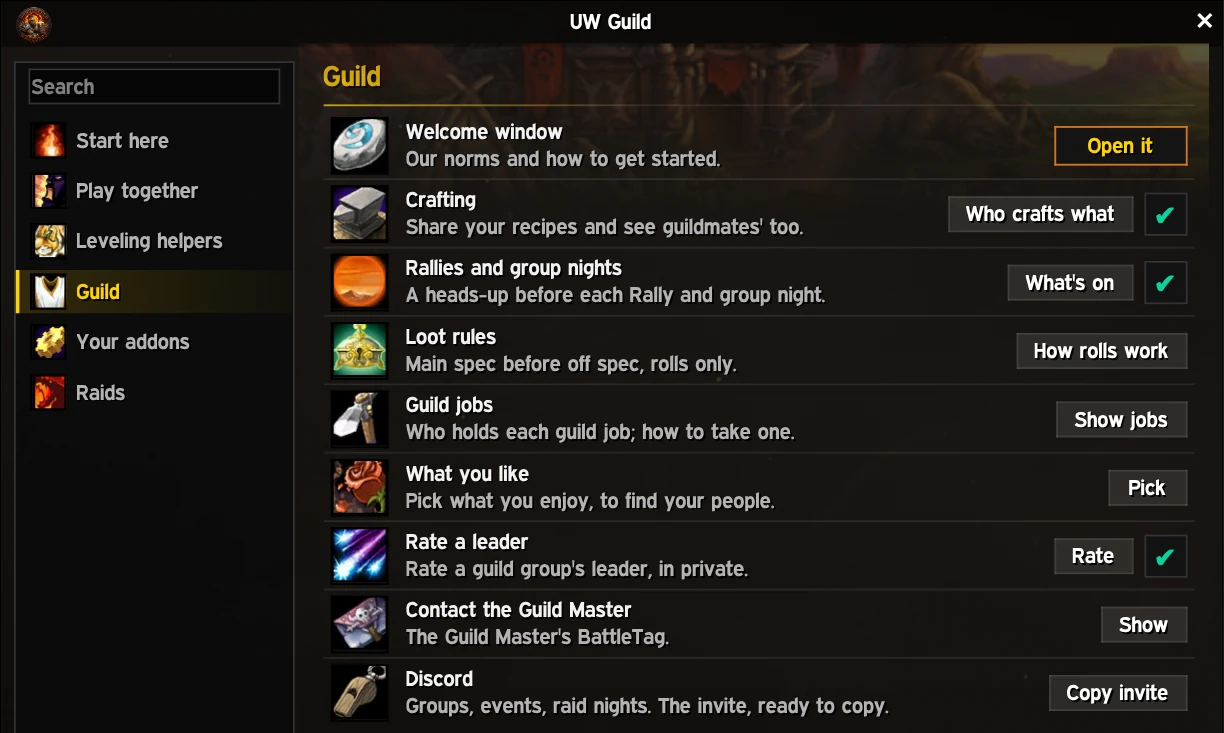 UW Guild
Search
Start here
Play together
Leveling helpers
Guild
Your addons
Raids
Guild
Welcome window
Our norms and how to get started.
Open it
Crafting
Share your recipes and see guildmates' too.
Who crafts what
Rallies and group nights
A heads-up before each Rally and group night.
What's on
Loot rules
Main spec before off spec, rolls only.
How rolls work
Guild jobs
Who holds each guild job; how to take one.
Show jobs
What you like
Pick what you enjoy, to find your people.
Pick
Rate a leader
Rate a guild group's leader, in private.
Rate
Contact the Guild Master
The Guild Master's BattleTag.
Show
Discord
Groups, events, raid nights. The invite, ready to copy.
Copy invite